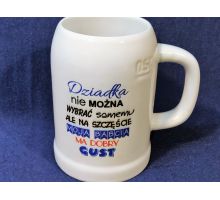 Dziadka
nie MOŻNA
WYBRAĆ samemu
ALE NA SZCZĘŚCIE
MOJA BABCIA
MA DOBRY
GUST